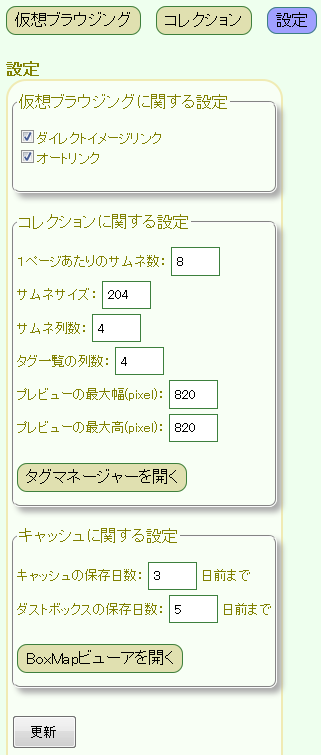 仮想ブラウジング コレクション 設定
設定
仮想ブラウジングに関する設定
ダイレクトイメージリンク
オートリンク
コレクションに関する設定
1ページあたりのサムネ数: 8
サムネサイズ: 204
サムネ列数: 4
タグ一覧の列数: 4
プレビューの最大幅(pixel): 820
プレビューの最大高(pixel): 820
タグマネージャーを開く
キャッシュに関する設定
キャッシュの保存日数: 3 日前まで
ダストボックスの保存日数: 5 日前まで
BoxMapビューアを開く
更新